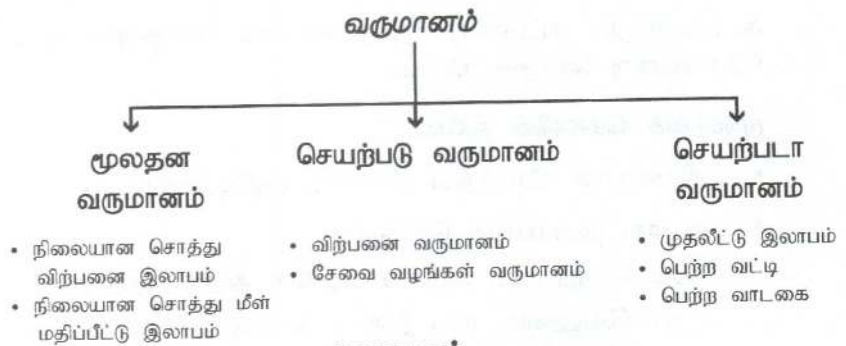 வருமானம்
மூலதன
வருமானம்
• நிலையான சொத்து
விற்பனை இலாபம்
• நிலையான சொத்து மீள்
மதிப்பீட்டு இலாபம்
செயற்படு வருமானம்
• விற்பனை வருமானம்
• சேவை வழங்கள் வருமானம்
செயற்படா
வருமானம்
• முதலீட்டு இலாபம்
• பெற்ற வட்டி
• பெற்ற வாடகை